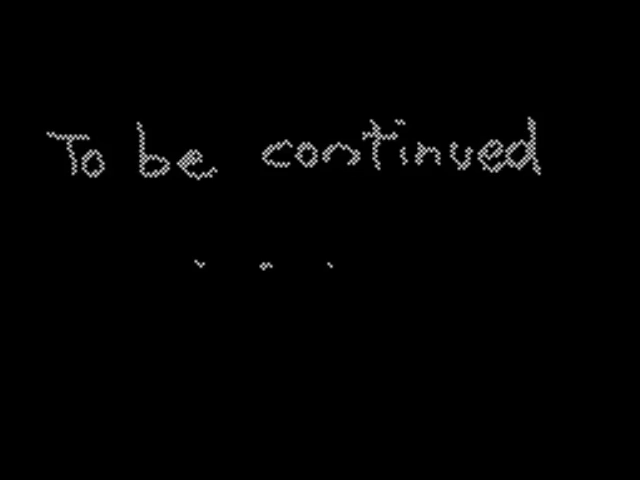 To be continued
. . .